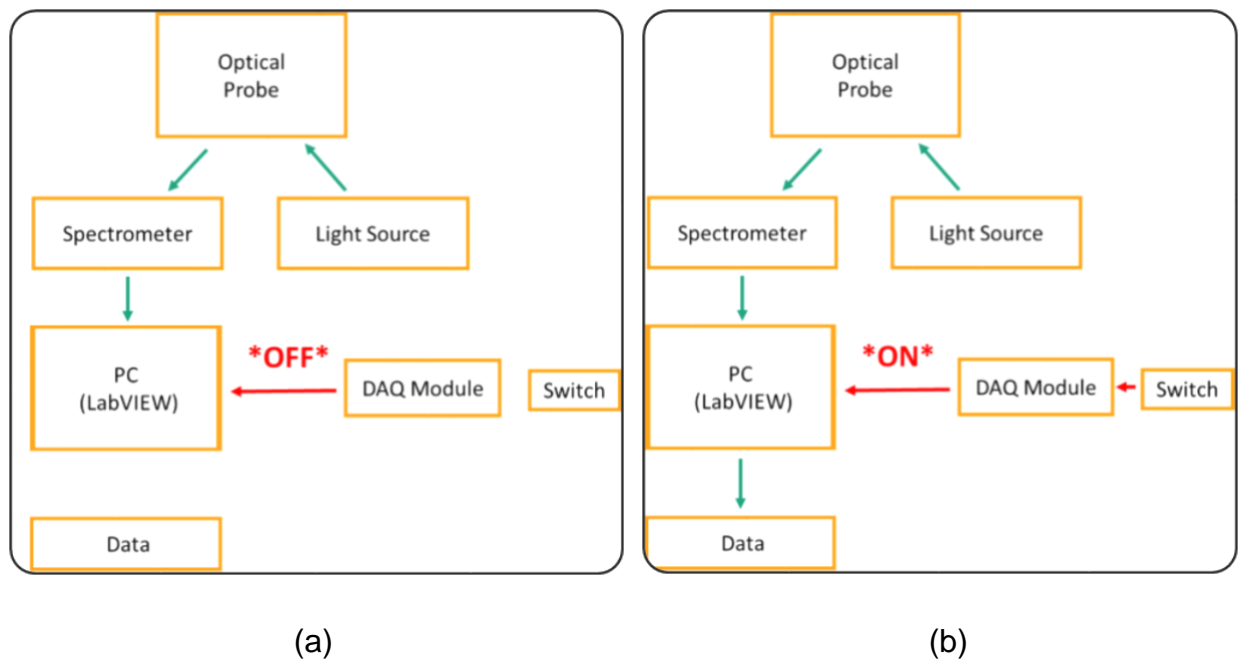 Optical
Probe
Spectrometer
Light Source
*OFF*
PC
(LabVIEW)
DAQ Module
Switch
Data
(a)
Optical
Probe
Spectrometer
Light Source
*ON*
PC
(LabVIEW)
DAQ Module
Switch
Data
(b)